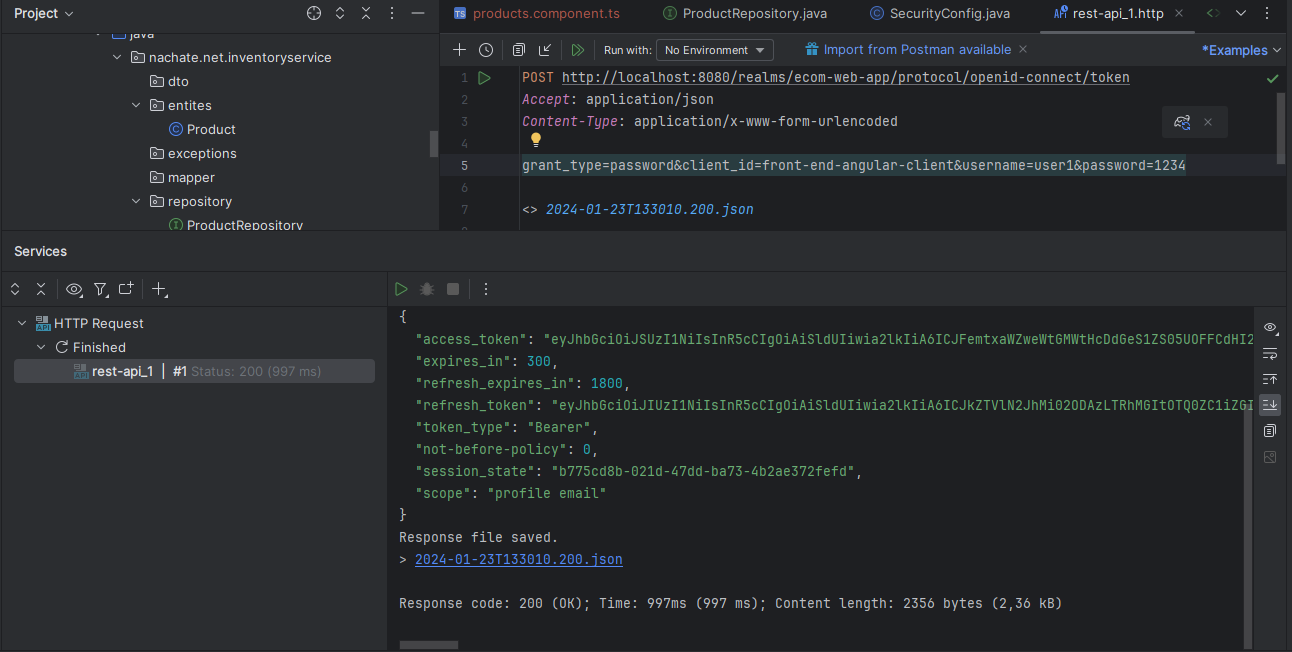 Project
products.component.ts
ProductRepository.java
SecurityConfig.java
API rest-api_1.http
java
nachate.net.inventoryservice
dto
entites
Product
exceptions
mapper
repository
ProductRepository
Run with: No Environment
Import from Postman available
*Examples
1 POST http://localhost:8080/realms/ecom-web-app/protocol/openid-connect/token
2 Accept: application/json
3 Content-Type: application/x-www-form-urlencoded
4
5 grant_type=password&client_id=front-end-angular-client&username=user1&password=1234
6
7 <> 2024-01-23T133010.200.json
Services
HTTP Request
Finished
rest-api_1 | #1 Status: 200 (997 ms)
{
"access_token": "eyJhbGciOiJSUzI1NiIsInR5cCIgOiAiSldUIiwia2lkIiA6ICJFemtxaWZweWtGMWtHcDdGeS1ZS05UOFFCdHI2
"expires_in": 300,
"refresh_expires_in": 1800,
"refresh_token": "eyJhbGciOiJIUzI1NiIsInR5cCIgOiAiSldUIiwia2lkIiA6ICJkZTVlN2JhMi02ODAzLTRhMGItOTQ0ZC1iZGI
"token_type": "Bearer",
"not-before-policy": 0,
"session_state": "b775cd8b-021d-47dd-ba73-4b2ae372fefd",
"scope": "profile email"
}
Response file saved.
> 2024-01-23T133010.200.json
Response code: 200 (OK); Time: 997ms (997 ms); Content length: 2356 bytes (2,36 kB)